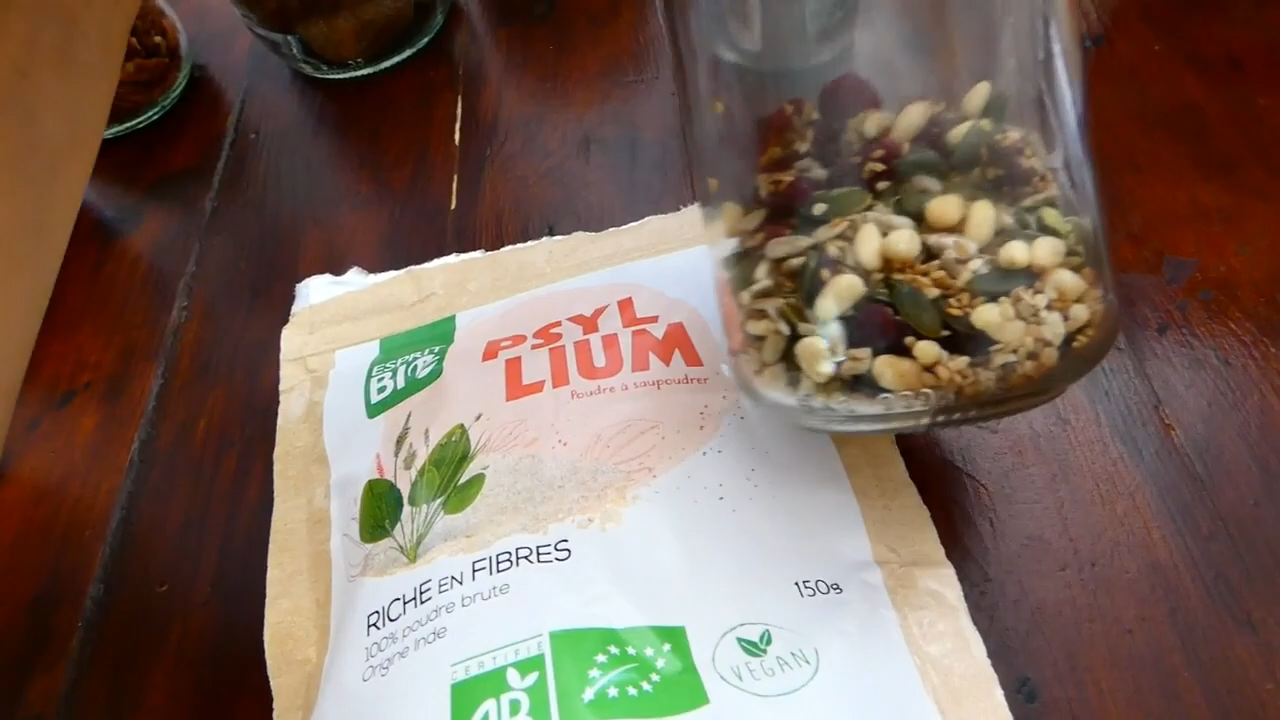 ESPRIT
BIO
PSYL
LIUM
Poudre à saupoudrer
RICHE EN FIBRES
100% poudre brute
Origine Inde
150g
CERTIFIÉ
AB
VEGAN